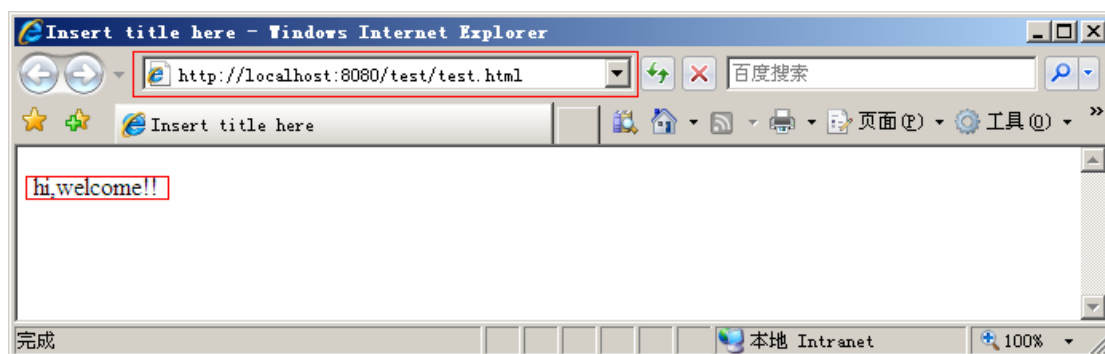 Insert title here - Windows Internet Explorer
http://localhost:8080/test/test.html 百度搜索
Insert title here 页面(P) 工具(O) »
hi,welcome!!
完成 本地 Intranet 100%